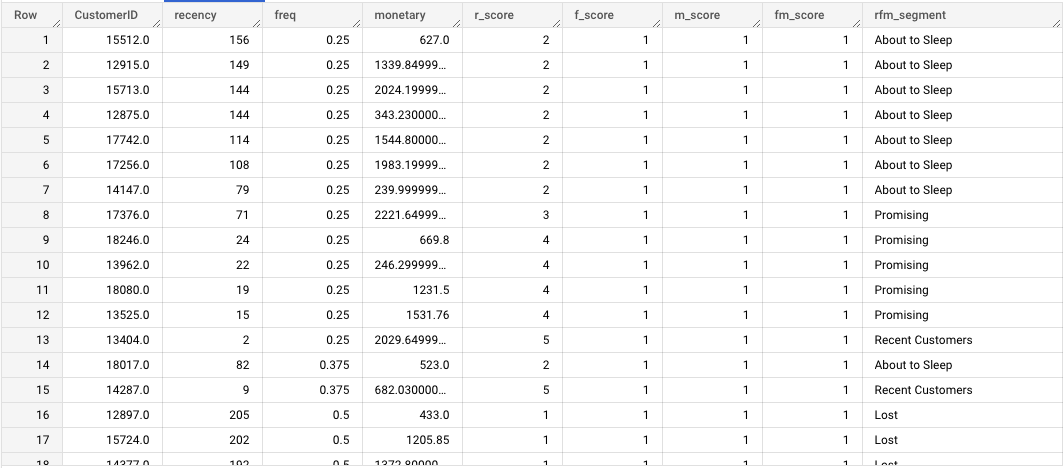 Row CustomerID recency freq monetary r_score f_score m_score fm_score rfm_segment
1 15512.0 156 0.25 627.0 2 1 1 1 About to Sleep
2 12915.0 149 0.25 1339.84999... 2 1 1 1 About to Sleep
3 15713.0 144 0.25 2024.19999... 2 1 1 1 About to Sleep
4 12875.0 144 0.25 343.230000... 2 1 1 1 About to Sleep
5 17742.0 114 0.25 1544.80000... 2 1 1 1 About to Sleep
6 17256.0 108 0.25 1983.19999... 2 1 1 1 About to Sleep
7 14147.0 79 0.25 239.999999... 2 1 1 1 About to Sleep
8 17376.0 71 0.25 2221.64999... 3 1 1 1 Promising
9 18246.0 24 0.25 669.8 4 1 1 1 Promising
10 13962.0 22 0.25 246.299999... 4 1 1 1 Promising
11 18080.0 19 0.25 1231.5 4 1 1 1 Promising
12 13525.0 15 0.25 1531.76 4 1 1 1 Promising
13 13404.0 2 0.25 2029.64999... 5 1 1 1 Recent Customers
14 18017.0 82 0.375 523.0 2 1 1 1 About to Sleep
15 14287.0 9 0.375 682.030000... 5 1 1 1 Recent Customers
16 12897.0 205 0.5 433.0 1 1 1 1 Lost
17 15724.0 202 0.5 1205.85 1 1 1 1 Lost
18 14377.0 192 0.5 1372.80000... 1 1 1 1 Lost